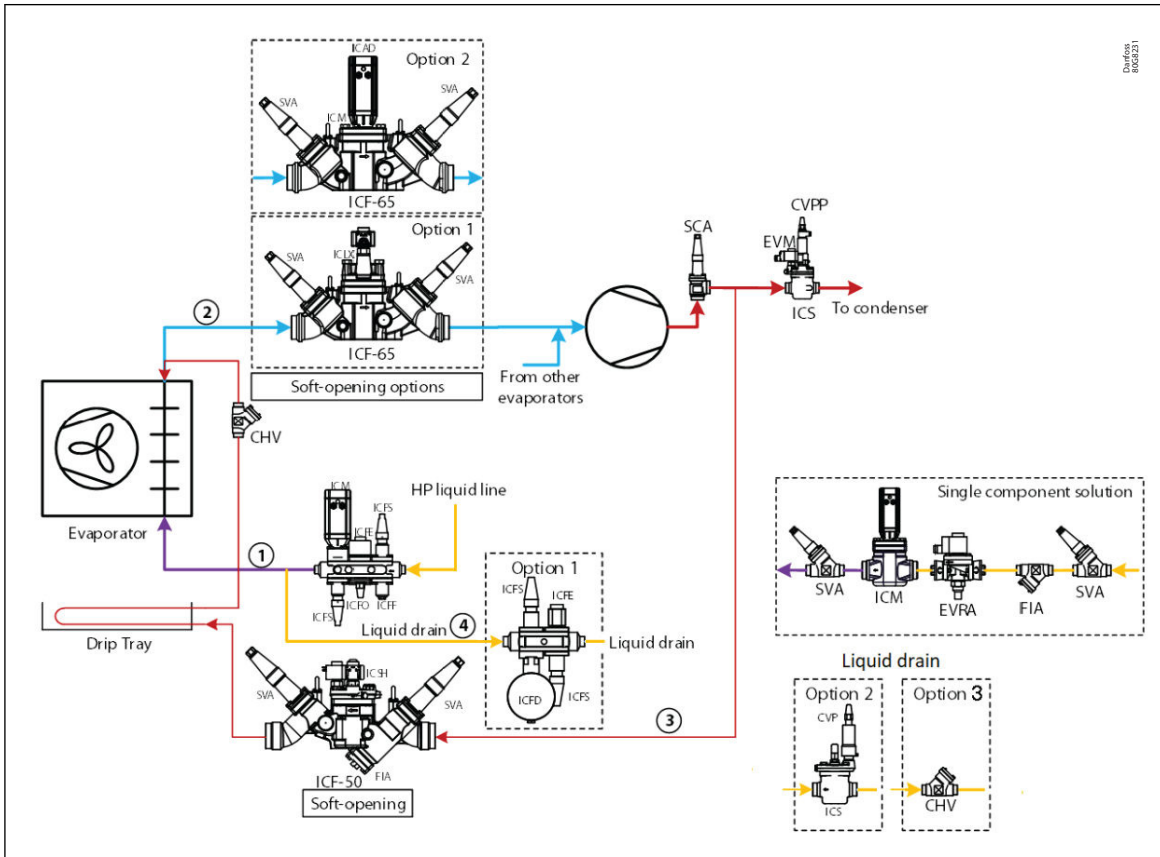 Danfoss
80G8231
ICAD
Option 2
SVA
SVA
ICM
ICF-65
Option 1
ICLX
SVA
SVA
ICF-65
Soft-opening options
2
From other
evaporators
SCA
CVPP
EVM
ICS
To condenser
CHV
Evaporator
1
ICM
ICFS
ICFE
HP liquid line
ICFS
ICFO
ICFF
Drip Tray
Liquid drain
4
Option 1
ICFS
ICFE
Liquid drain
ICFD
ICFS
SVA
ICSH
SVA
FIA
ICF-50
Soft-opening
3
Single component solution
SVA
ICM
EVRA
FIA
SVA
Liquid drain
Option 2
CVP
ICS
Option 3
CHV